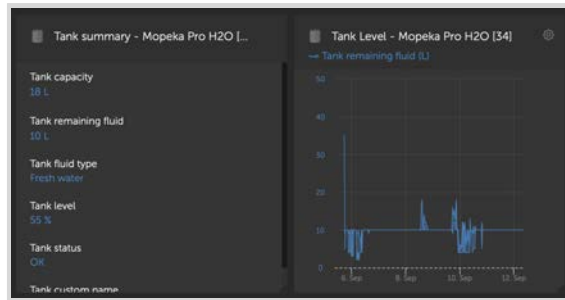 Tank summary - Mopeka Pro H2O [...
Tank capacity
18 L
Tank remaining fluid
10 L
Tank fluid type
Fresh water
Tank level
55 %
Tank status
OK
Tank custom name
Tank Level - Mopeka Pro H2O [34]
Tank remaining fluid (L)
50
40
30
20
10
0
6. Sep
8. Sep
10. Sep
12. Sep